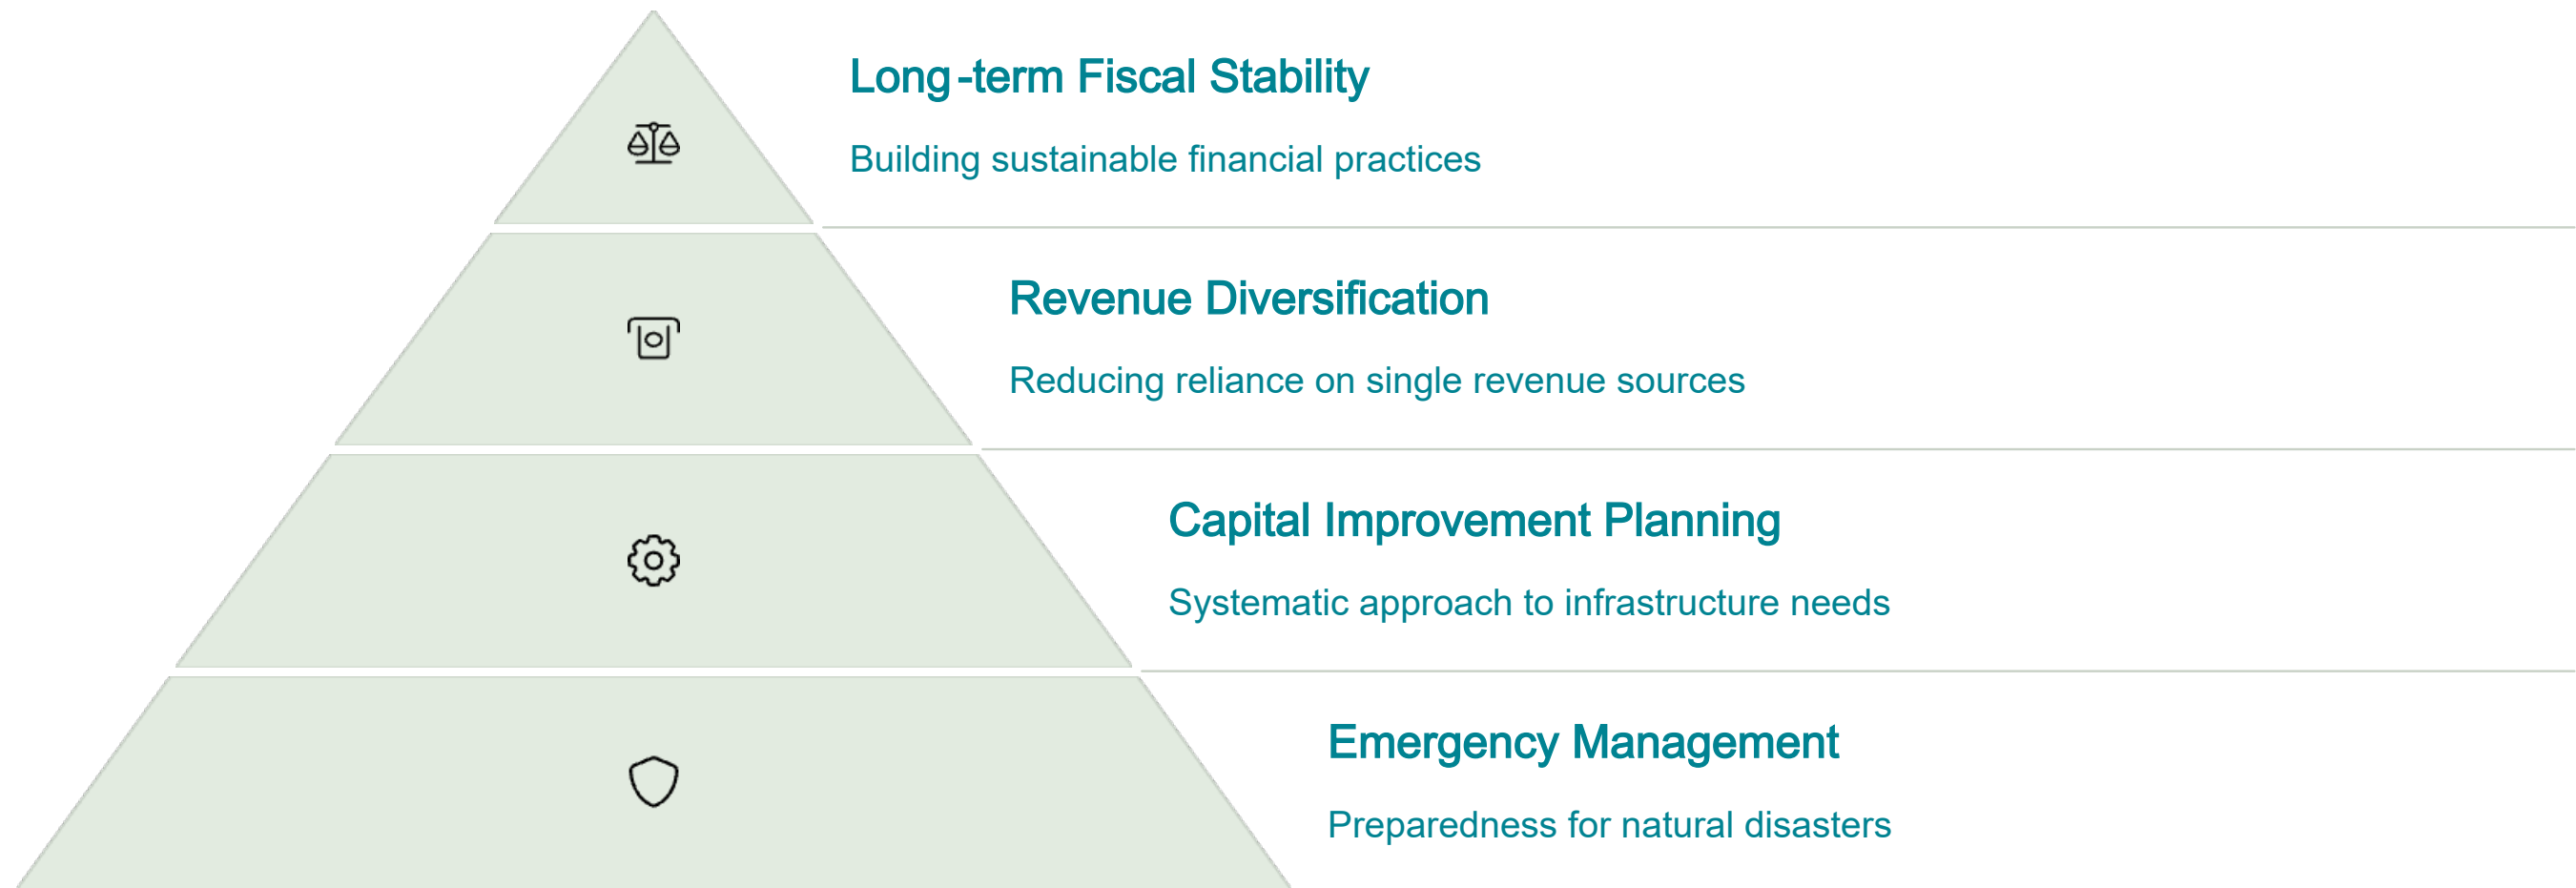 Long-term Fiscal Stability
Building sustainable financial practices
Revenue Diversification
Reducing reliance on single revenue sources
Capital Improvement Planning
Systematic approach to infrastructure needs
Emergency Management
Preparedness for natural disasters